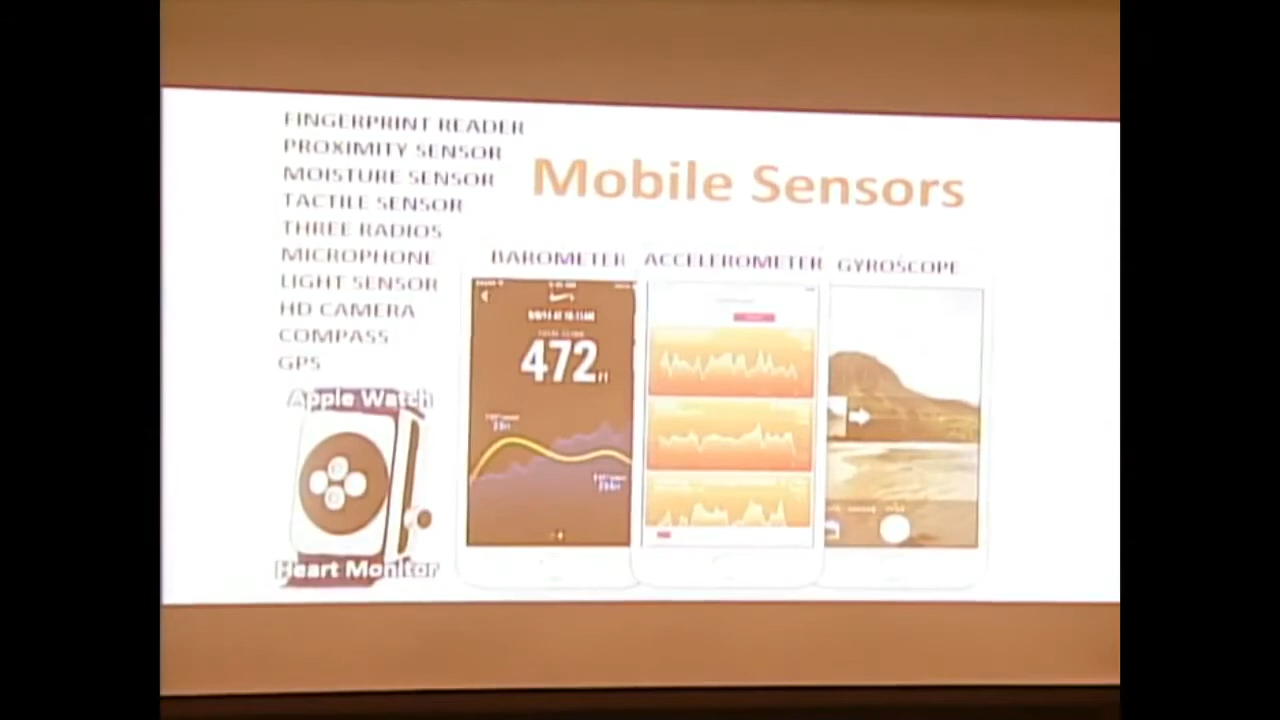 FINGERPRINT READER
PROXIMITY SENSOR
MOISTURE SENSOR
TACTILE SENSOR
THREE RADIOS
MICROPHONE
LIGHT SENSOR
HD CAMERA
COMPASS
GPS
Mobile Sensors
BAROMETER
ACCELEROMETER
GYROSCOPE
472
Apple Watch
Heart Monitor